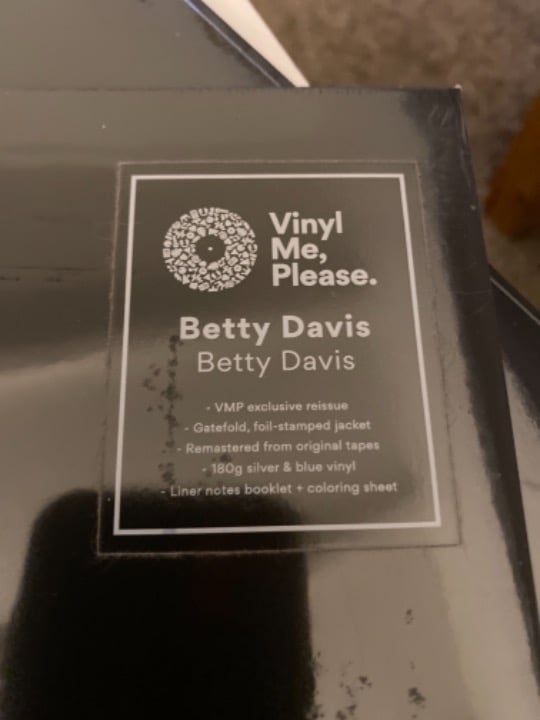 Vinyl
Me,
Please.
Betty Davis
Betty Davis
- VMP exclusive reissue
- Gatefold, foil-stamped jacket
- Remastered from original tapes
- 180g silver & blue vinyl
- Liner notes booklet + coloring sheet